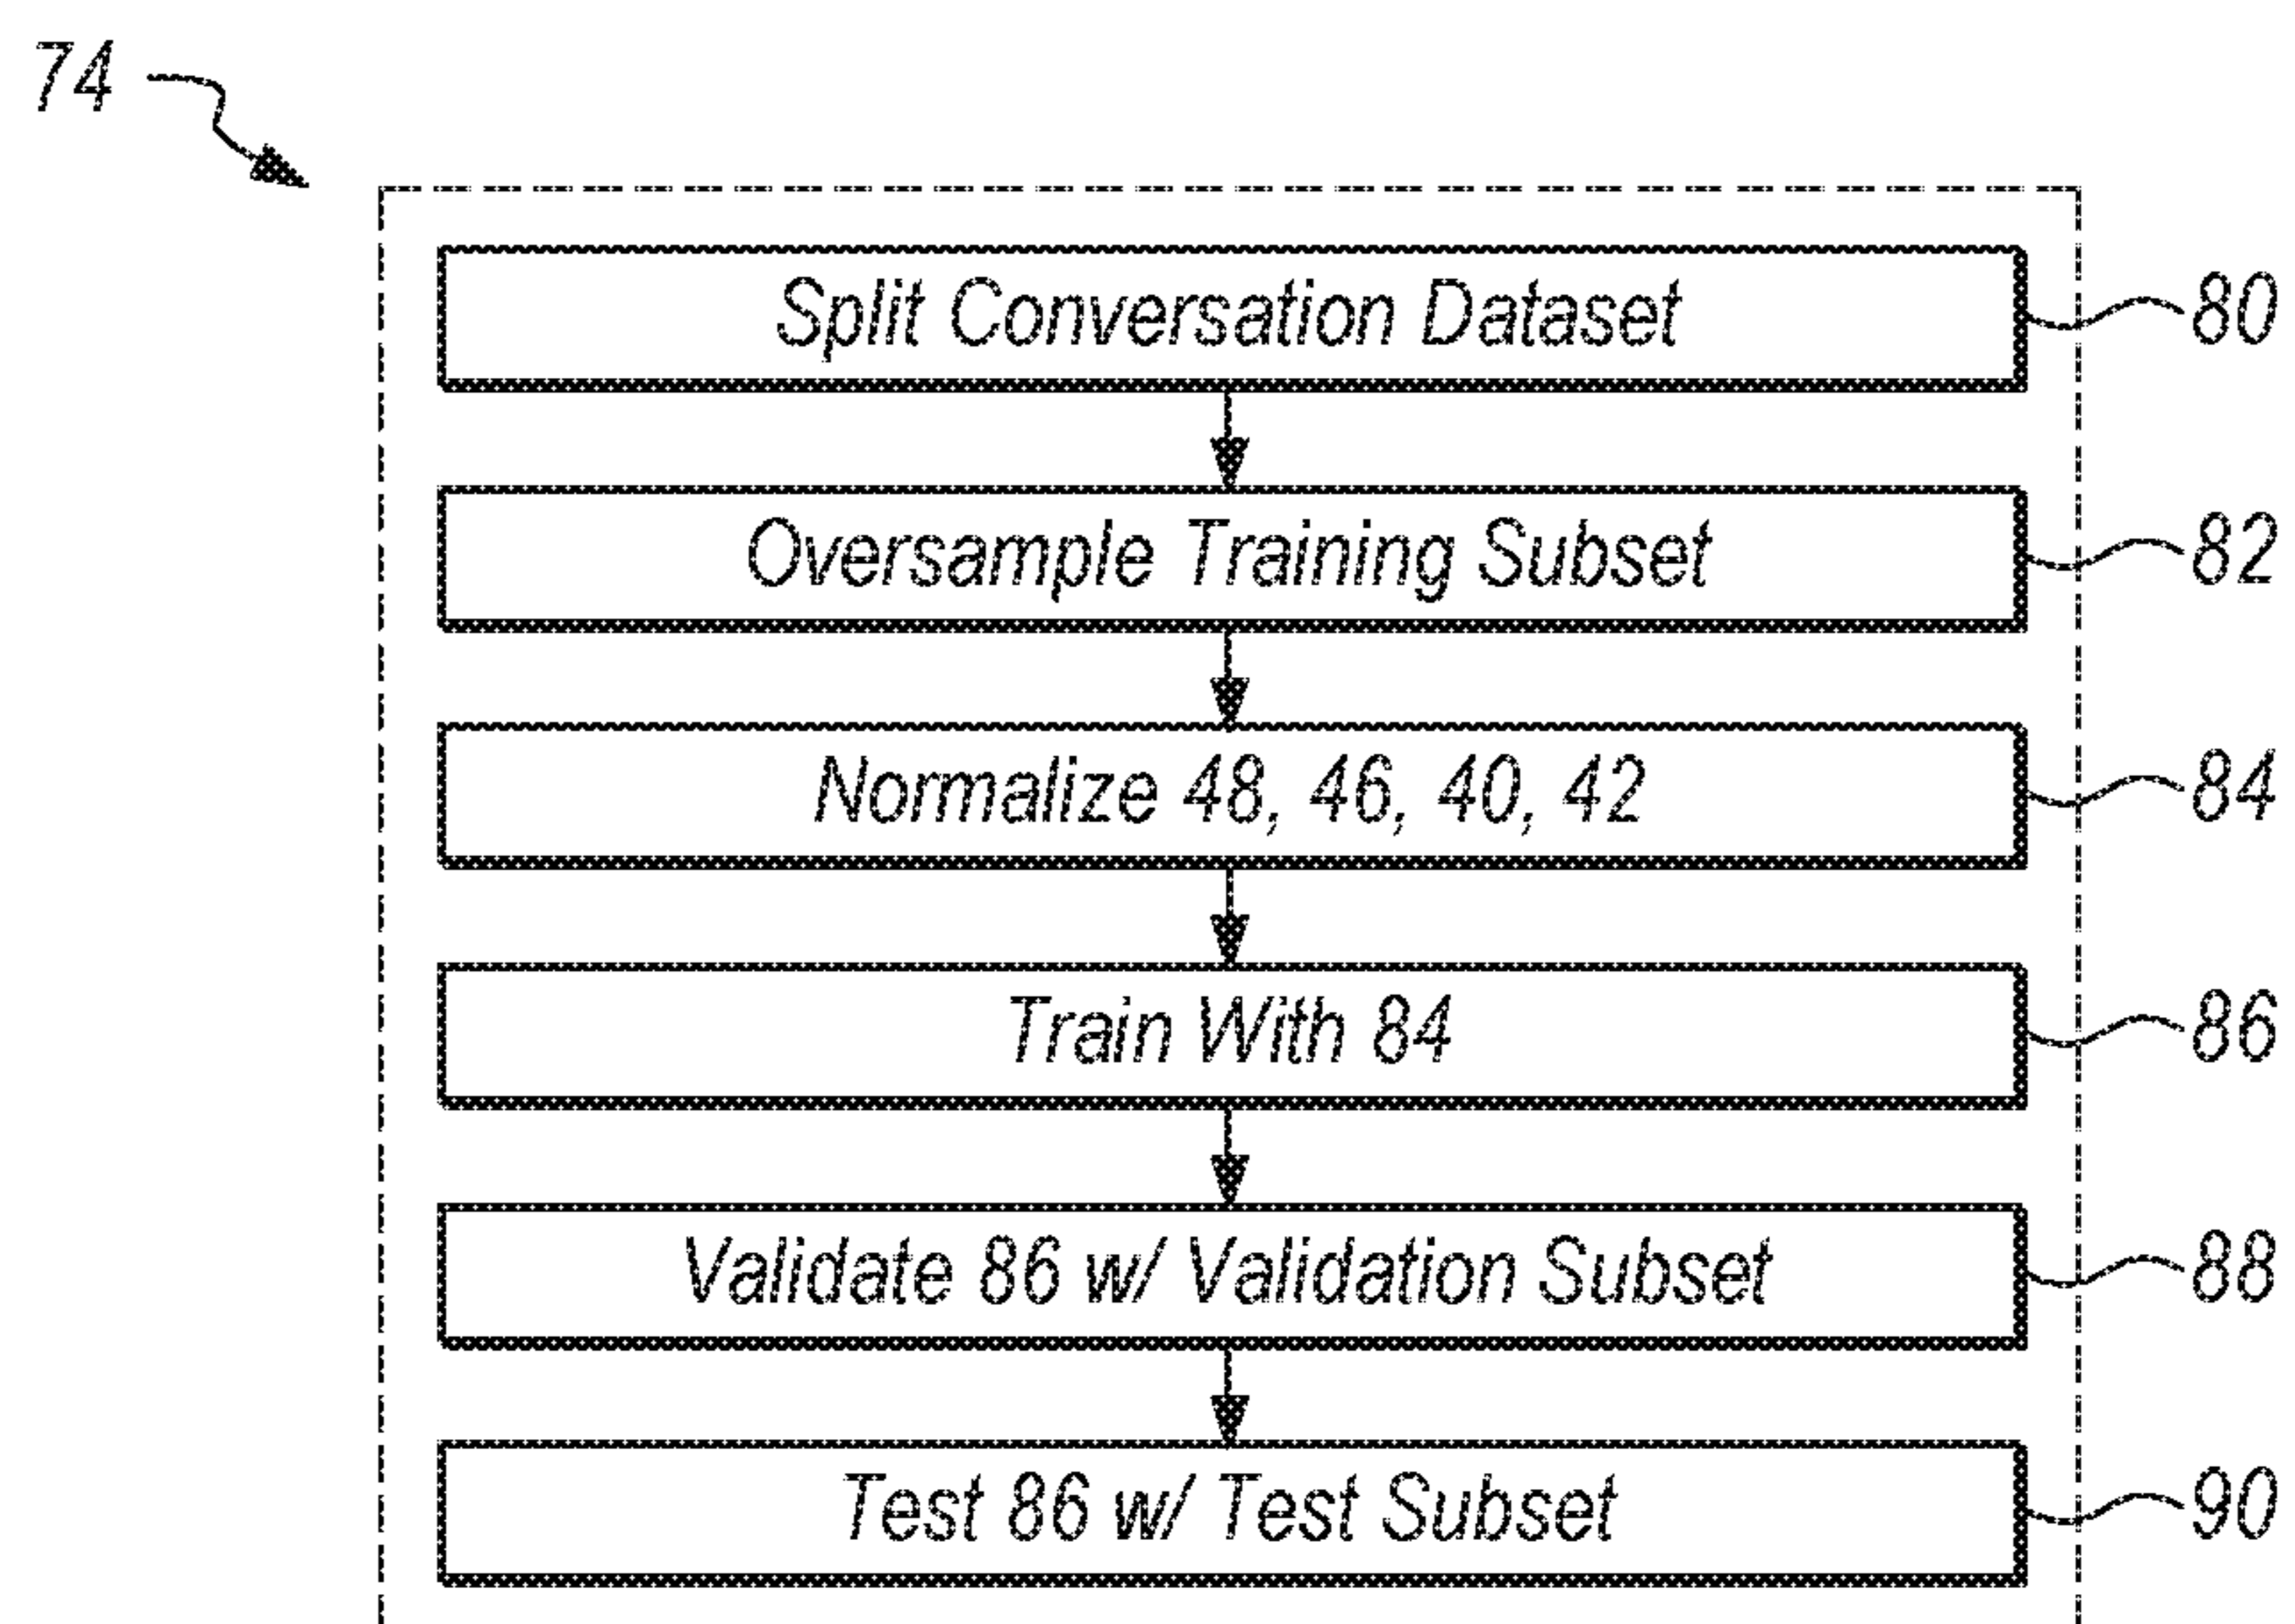 74
Split Conversation Dataset
80
Oversample Training Subset
82
Normalize 48, 46, 40, 42
84
Train With 84
86
Validate 86 w/ Validation Subset
88
Test 86 w/ Test Subset
90